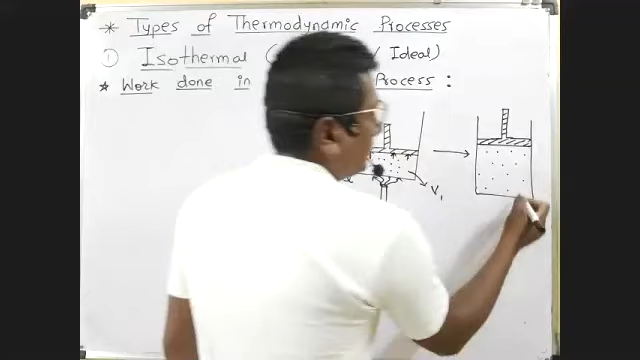 * Types of Thermodynamic Processes
① Isothermal ( / Ideal)
* Work done in Process :
V₁